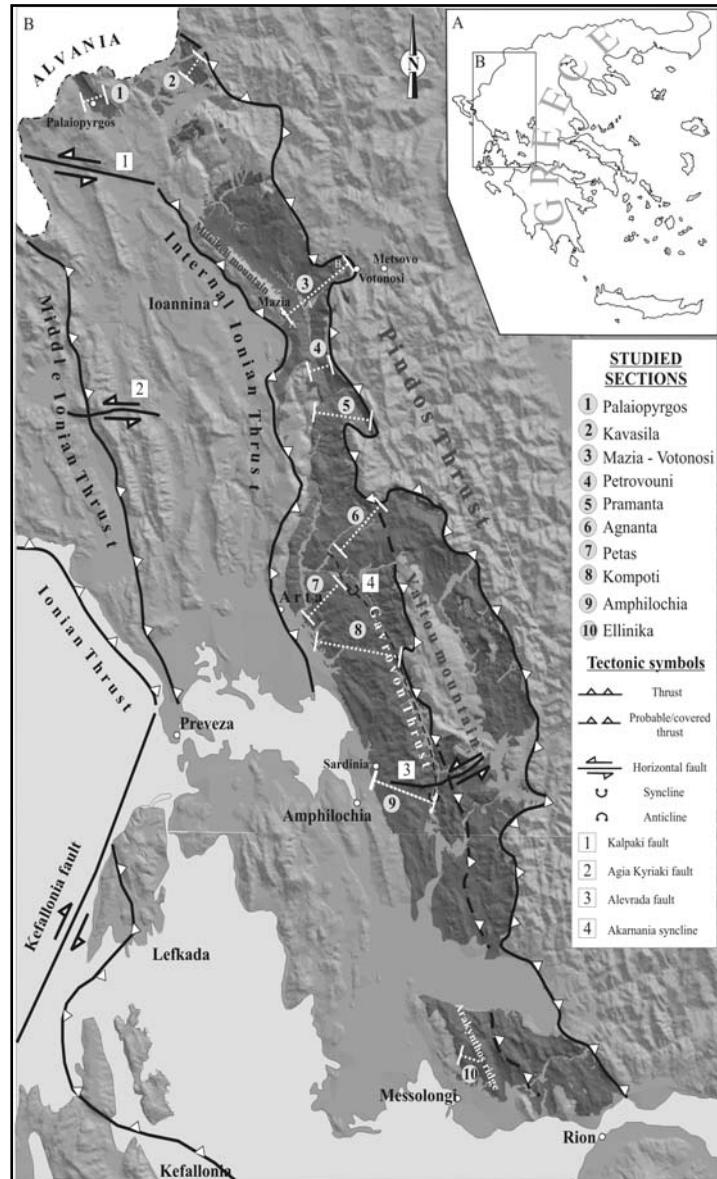 B
ALVANIA
1
2
Palaiopyrgos
N
A
B
GREECE
1
Internal Ionian Thrust
Mitsikeli mountain
Metsovo
Votonosi
3
Mazia
Ioannina
Middle Ionian Thrust
2
4
5
Pindos Thrust
6
4
7
Arta
8
Gavrovon Thrust
Valtou mountain
Ionian Thrust
Preveza
Sardinia
3
9
Amphilochia
Kefallonia fault
Lefkada
Arakynthos ridge
10
Messolongi
Rion
Kefallonia
STUDIED
SECTIONS
1 Palaiopyrgos
2 Kavasila
3 Mazia - Votonosi
4 Petrovouni
5 Pramanta
6 Agnanta
7 Petas
8 Kompoti
9 Amphilochia
10 Ellinika
Tectonic symbols
Thrust
Probable/covered
thrust
Horizontal fault
Syncline
Anticline
1 Kalpaki fault
2 Agia Kyriaki fault
3 Alevrada fault
4 Akarnania syncline